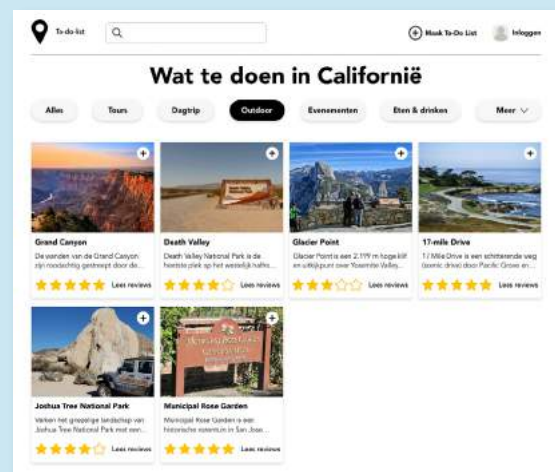 To-do-list
Maak To-Do List
Inloggen
Wat te doen in Californië
Alles
Tours
Dagtrip
Outdoor
Evenementen
Eten & drinken
Meer
Grand Canyon
De wanden van de Grand Canyon
zijn roodachtig gestreept door de...
Lees reviews
Death Valley
Death Valley National Park is de
heetste plek op het westelijk halfro...
Lees reviews
Glacier Point
Glacier Point is een 2.199 m hoge klif
en uitkijkpunt over Yosemite Valley...
Lees reviews
17-mile Drive
17 Mile Drive is een schitterende weg
(scenic drive) door Pacific Grove en...
Lees reviews
Joshua Tree National Park
Verken het grappige landschap van
Joshua Tree National Park met een...
Lees reviews
Municipal Rose Garden
Municipal Rose Garden is een
historische rozentuin in San Jose...
Lees reviews